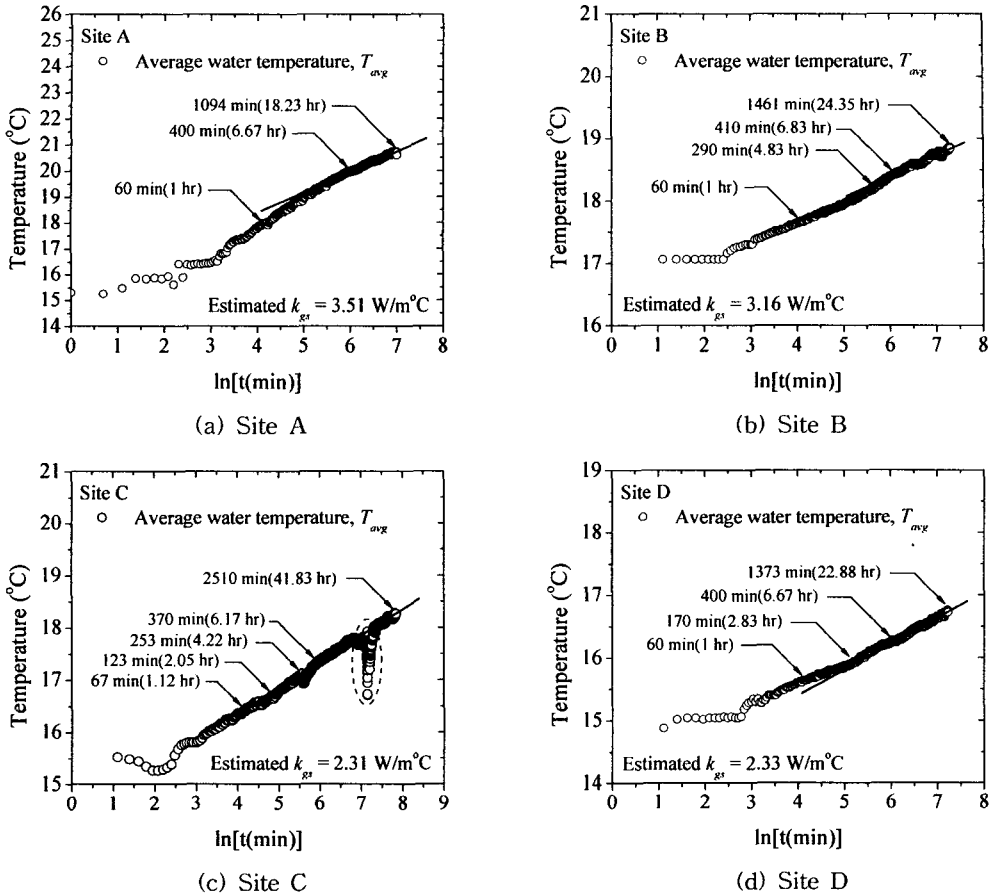 Site A
Average water temperature, T_avg
1094 min(18.23 hr)
400 min(6.67 hr)
60 min(1 hr)
Estimated k_gs = 3.51 W/m°C
Temperature (°C)
26
25
24
23
22
21
20
19
18
17
16
15
14
0 1 2 3 4 5 6 7 8
ln[t(min)]
(a) Site A
Site B
Average water temperature, T_avg
1461 min(24.35 hr)
410 min(6.83 hr)
290 min(4.83 hr)
60 min(1 hr)
Estimated k_gs = 3.16 W/m°C
Temperature (°C)
21
20
19
18
17
16
0 1 2 3 4 5 6 7 8
ln[t(min)]
(b) Site B
Site C
Average water temperature, T_avg
2510 min(41.83 hr)
370 min(6.17 hr)
253 min(4.22 hr)
123 min(2.05 hr)
67 min(1.12 hr)
Estimated k_gs = 2.31 W/m°C
Temperature (°C)
21
20
19
18
17
16
15
0 1 2 3 4 5 6 7 8 9
ln[t(min)]
(c) Site C
Site D
Average water temperature, T_avg
1373 min(22.88 hr)
400 min(6.67 hr)
170 min(2.83 hr)
60 min(1 hr)
Estimated k_gs = 2.33 W/m°C
Temperature (°C)
19
18
17
16
15
14
0 1 2 3 4 5 6 7 8
ln[t(min)]
(d) Site D